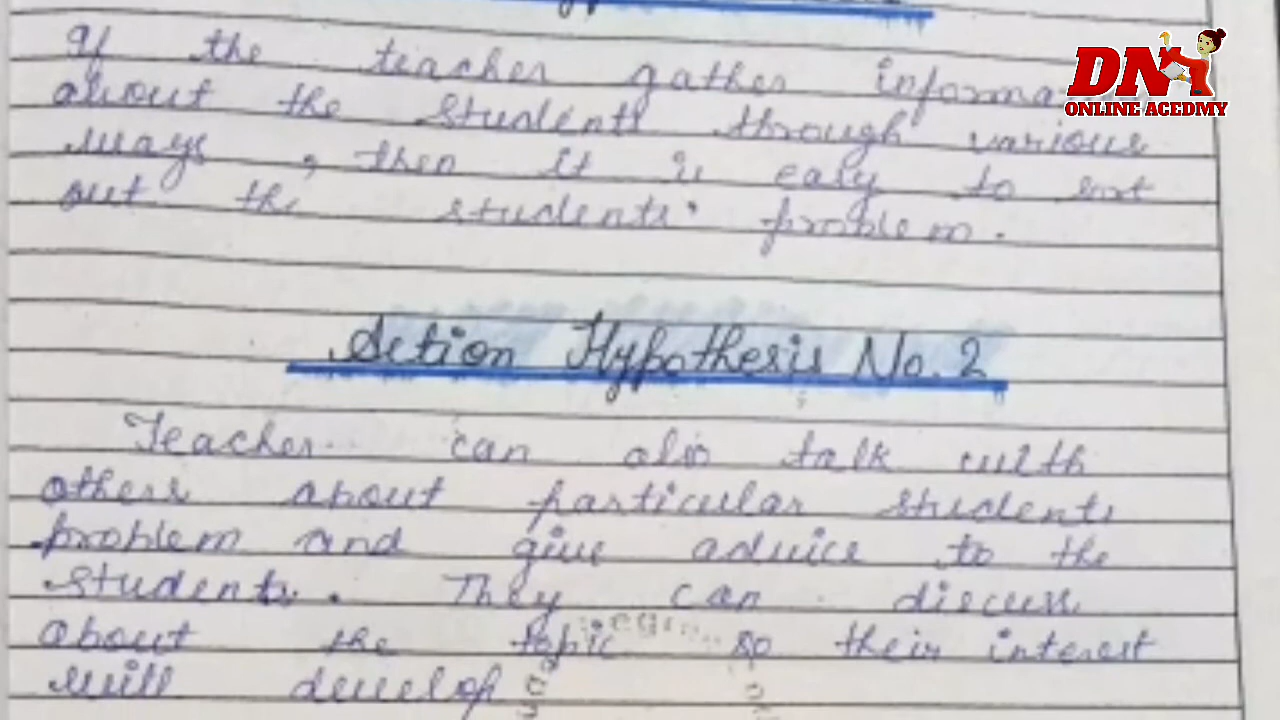 If the teacher gather informa
DN
ONLINE ACEDMY
about the students through various
ways , then it is easy to sort
out the students' problem.
Action Hypothesis No. 2
Teacher can also talk with
others about particular students
problem and give advice to the
students. They can discuss
about the topic so their interest
will develop